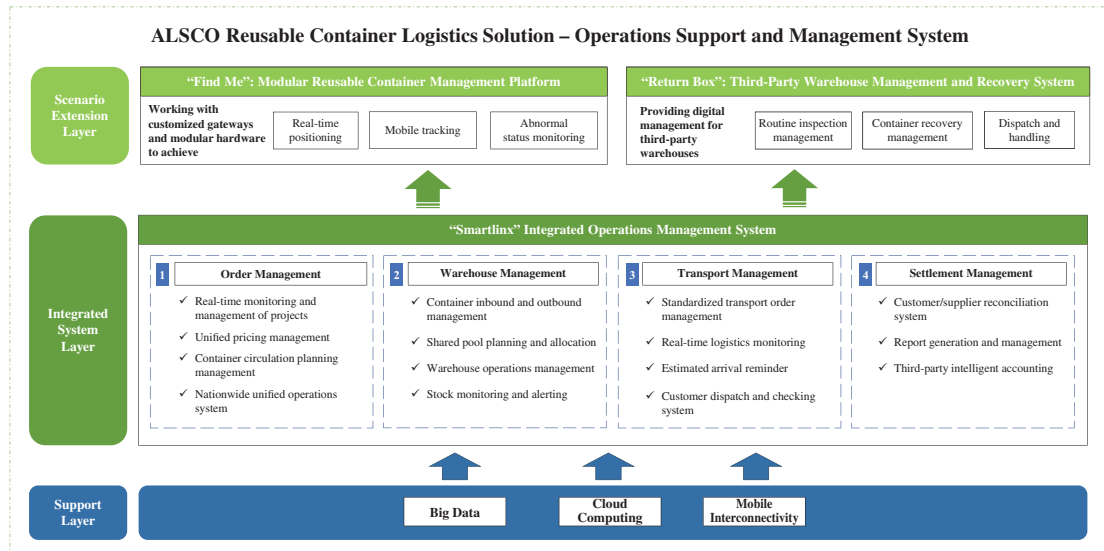 ALSCO Reusable Container Logistics Solution – Operations Support and Management System
Scenario
Extension
Layer
“Find Me”: Modular Reusable Container Management Platform
Working with
customized gateways
and modular hardware
to achieve
Real-time
positioning
Mobile tracking
Abnormal
status monitoring
“Return Box”: Third-Party Warehouse Management and Recovery System
Providing digital
management for
third-party
warehouses
Routine inspection
management
Container recovery
management
Dispatch and
handling
Integrated
System
Layer
“Smartlinx” Integrated Operations Management System
1
Order Management
✓ Real-time monitoring and
management of projects
✓ Unified pricing management
✓ Container circulation planning
management
✓ Nationwide unified operations
system
2
Warehouse Management
✓ Container inbound and outbound
management
✓ Shared pool planning and allocation
✓ Warehouse operations management
✓ Stock monitoring and alerting
3
Transport Management
✓ Standardized transport order
management
✓ Real-time logistics monitoring
✓ Estimated arrival reminder
✓ Customer dispatch and checking
system
4
Settlement Management
✓ Customer/supplier reconciliation
system
✓ Report generation and management
✓ Third-party intelligent accounting
Support
Layer
Big Data
Cloud
Computing
Mobile
Interconnectivity